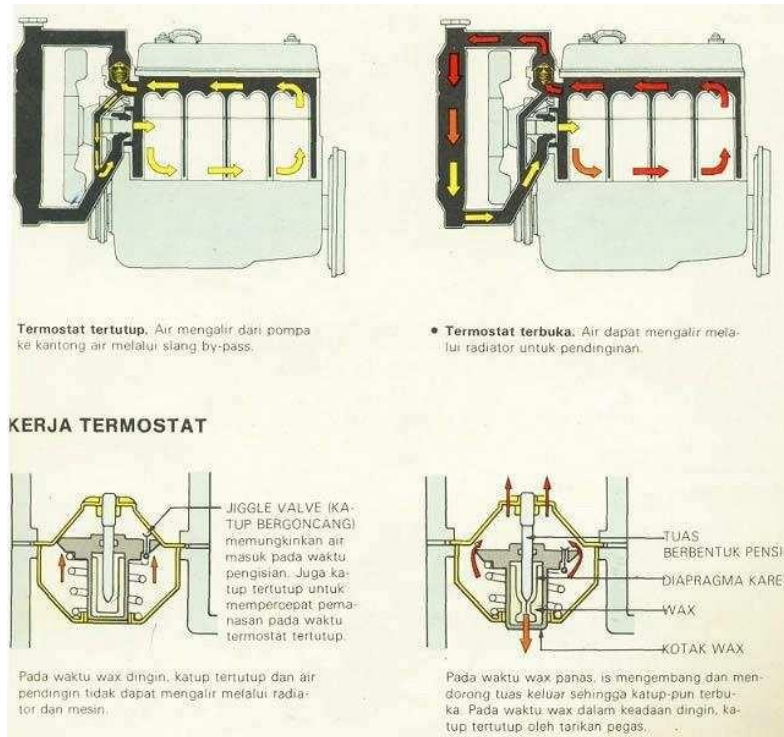 Termostat tertutup. Air mengalir dari pompa
ke kantong air melalui slang by-pass.
• Termostat terbuka. Air dapat mengalir mela-
lui radiator untuk pendinginan.
KERJA TERMOSTAT
JIGGLE VALVE (KA-
TUP BERGONCANG)
memungkinkan air
masuk pada waktu
pengisian. Juga ka-
tup tertutup untuk
mempercepat pema-
nasan pada waktu
termostat tertutup.
TUAS
BERBENTUK PENSI
DIAPRAGMA KARE
WAX
KOTAK WAX
Pada waktu wax dingin, katup tertutup dan air
pendingin tidak dapat mengalir melalui radia-
tor dan mesin.
Pada waktu wax panas, is mengembang dan men-
dorong tuas keluar sehingga katup-pun terbu-
ka. Pada waktu wax dalam keadaan dingin, ka-
tup tertutup oleh tarikan pegas.